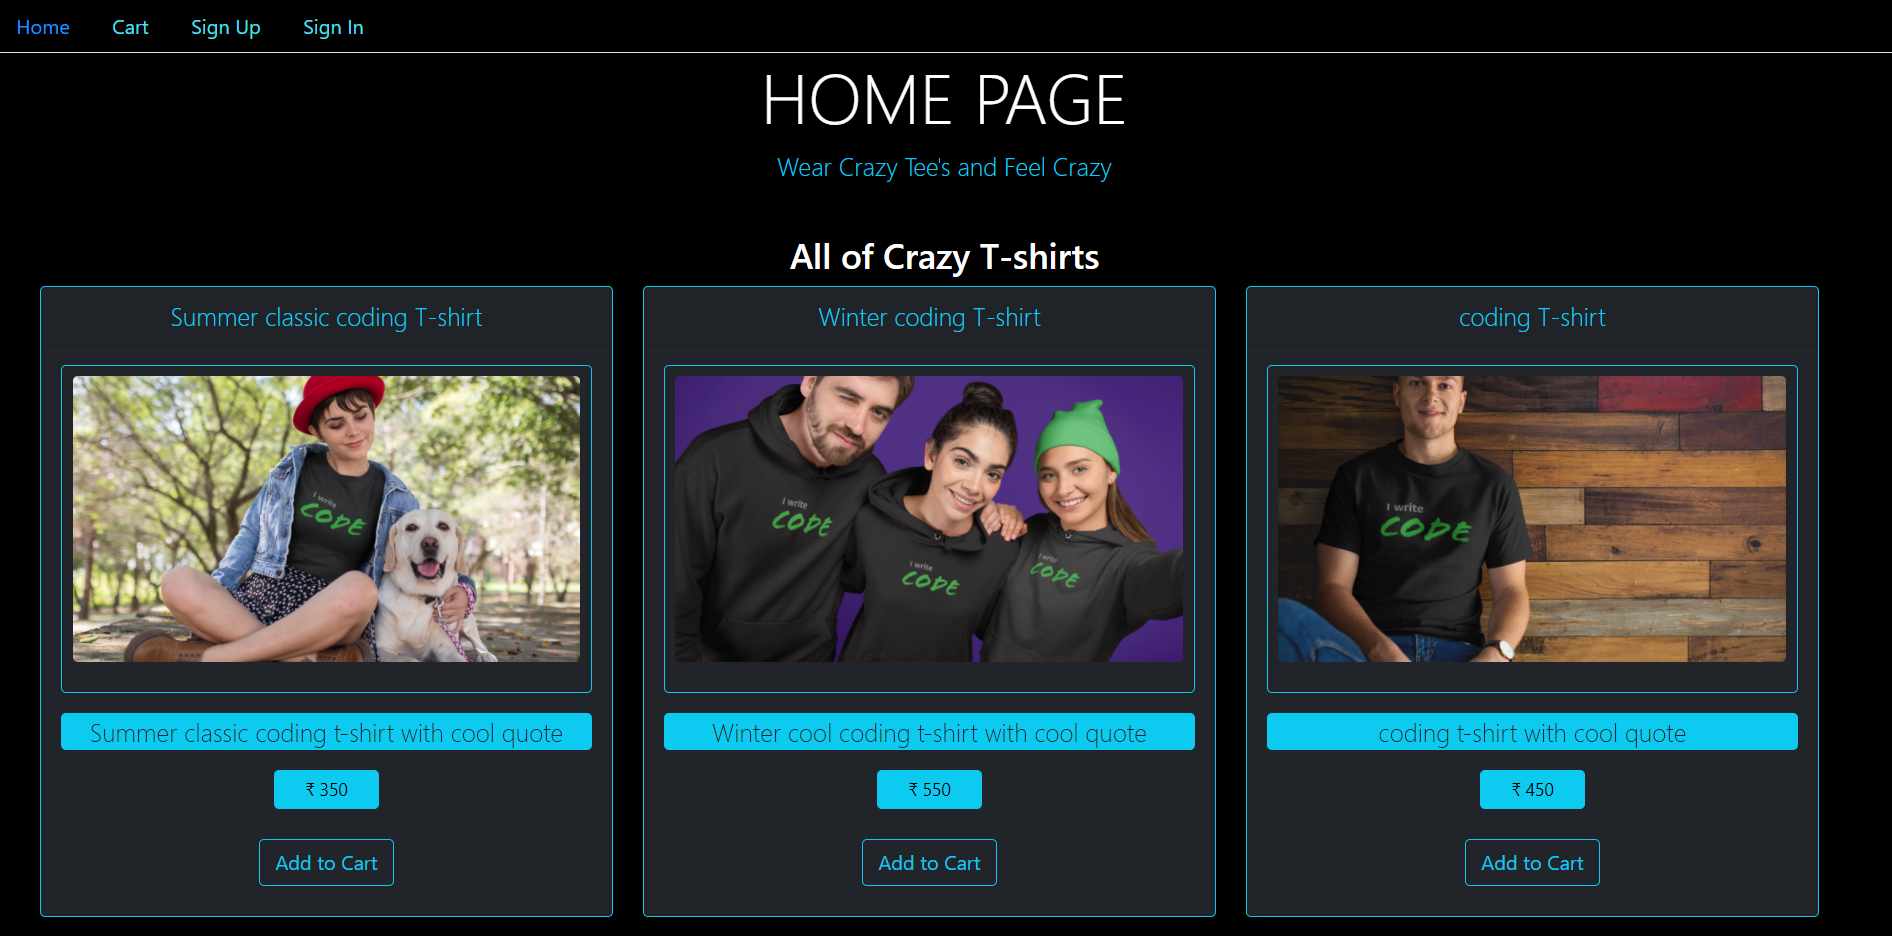 Home Cart Sign Up Sign In
HOME PAGE
Wear Crazy Tee's and Feel Crazy
All of Crazy T-shirts
Summer classic coding T-shirt
I write
CODE
Summer classic coding t-shirt with cool quote
₹ 350
Add to Cart
Winter coding T-shirt
I write
CODE
I write
CODE
I write
CODE
Winter cool coding t-shirt with cool quote
₹ 550
Add to Cart
coding T-shirt
I write
CODE
coding t-shirt with cool quote
₹ 450
Add to Cart